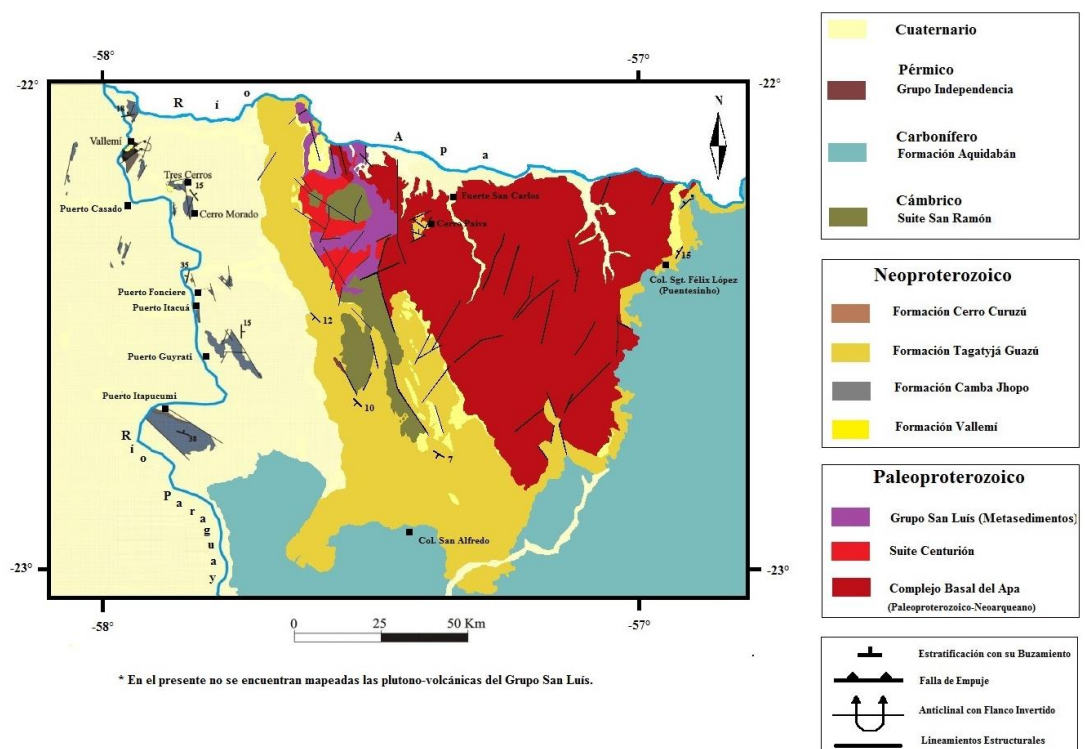 -58°
-57°
-22°
-22°
R í o A p a
N
18
Vallemí
Tres Cerros
15
Puerto Casado
Cerro Morado
Fuerte San Carlos
Cerro Paiva
35
15
Col. Sgt. Félix López
(Puentesinho)
Puerto Fonciere
Puerto Itacuá
12
15
Puerto Guyrati
Puerto Itapucumi
10
38
7
R í o P a r a g u a y
Col. San Alfredo
-23°
-23°
-58°
-57°
0 25 50 Km
* En el presente no se encuentran mapeadas las plutono-volcánicas del Grupo San Luís.
Cuaternario
Pérmico
Grupo Independencia
Carbonífero
Formación Aquidabán
Cámbrico
Suite San Ramón
Neoproterozoico
Formación Cerro Curuzú
Formación Tagatyjá Guazú
Formación Camba Jhopo
Formación Vallemí
Paleoproterozoico
Grupo San Luís (Metasedimentos)
Suite Centurión
Complejo Basal del Apa
(Paleoproterozoico-Neoarqueano)
Estratificación con su Buzamiento
Falla de Empuje
Anticlinal con Flanco Invertido
Lineamientos Estructurales